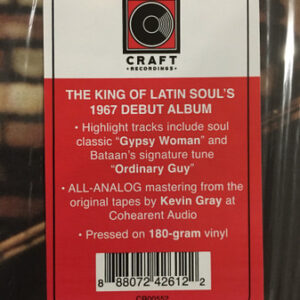 CRAFT
RECORDINGS
THE KING OF LATIN SOUL'S
1967 DEBUT ALBUM
• Highlight tracks include soul
classic "Gypsy Woman" and
Bataan's signature tune
"Ordinary Guy"
• ALL-ANALOG mastering from the
original tapes by Kevin Gray at
Cohearent Audio
• Pressed on 180-gram vinyl
8 88072 42612 2